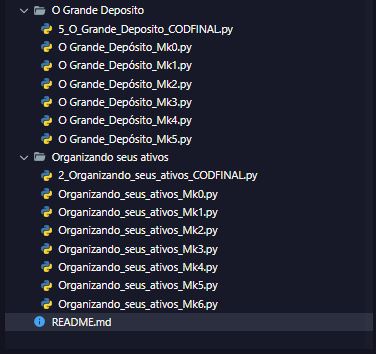 O Grande Deposito
5_O_Grande_Deposito_CODFINAL.py
O Grande_Depósito_Mk0.py
O Grande_Depósito_Mk1.py
O Grande_Depósito_Mk2.py
O Grande_Depósito_Mk3.py
O Grande_Depósito_Mk4.py
O Grande_Depósito_Mk5.py
Organizando seus ativos
2_Organizando_seus_ativos_CODFINAL.py
Organizando_seus_ativos_Mk0.py
Organizando_seus_ativos_Mk1.py
Organizando_seus_ativos_Mk2.py
Organizando_seus_ativos_Mk3.py
Organizando_seus_ativos_Mk4.py
Organizando_seus_ativos_Mk5.py
Organizando_seus_ativos_Mk6.py
README.md